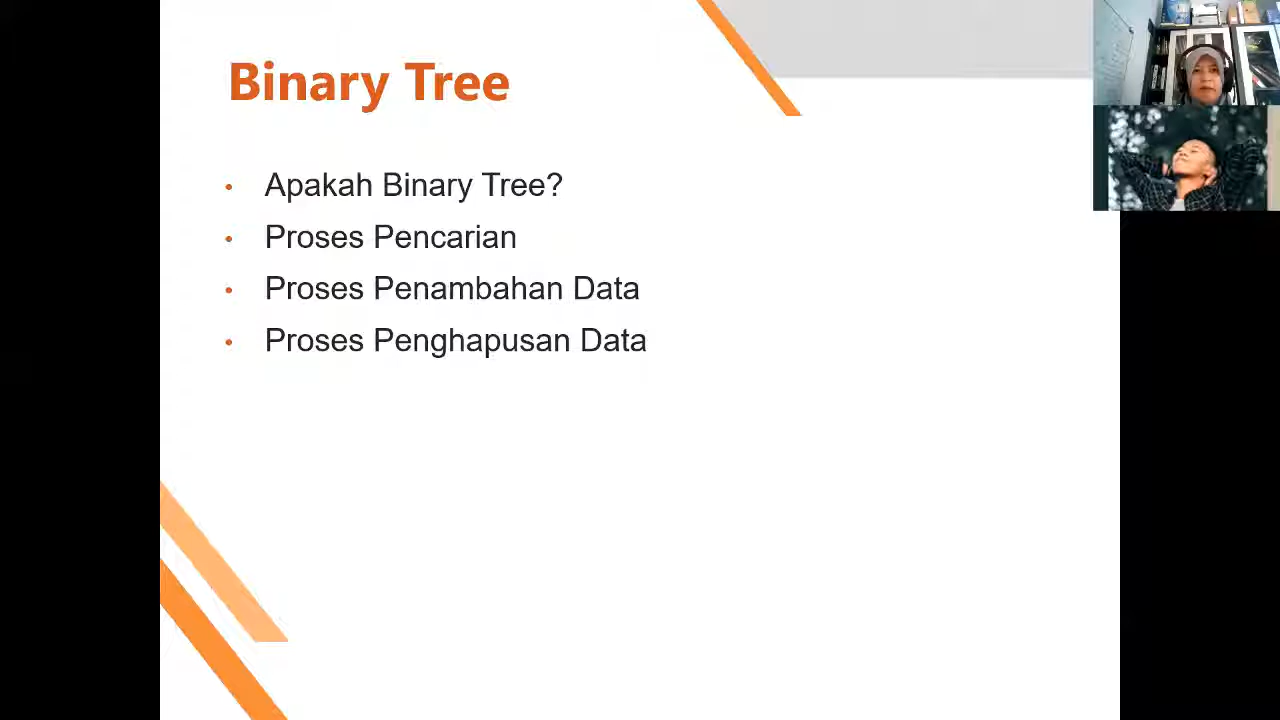 Binary Tree
• Apakah Binary Tree?
• Proses Pencarian
• Proses Penambahan Data
• Proses Penghapusan Data